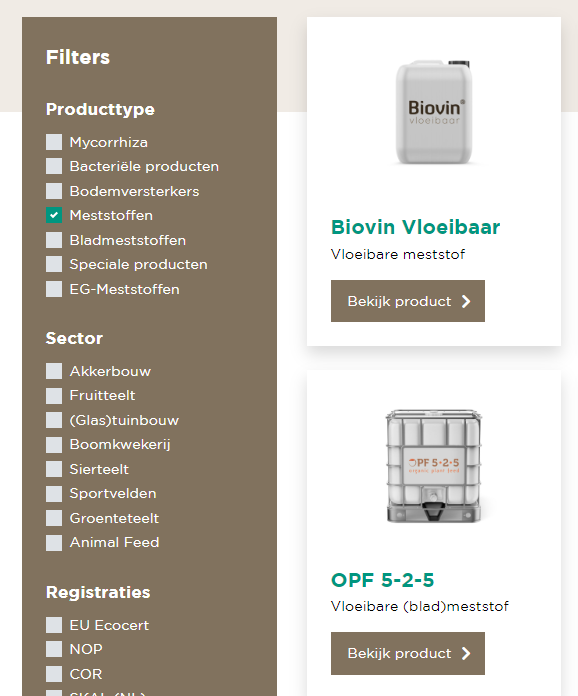 Filters
Producttype
Mycorrhiza
Bacteriële producten
Bodemversterkers
Meststoffen
Bladmeststoffen
Speciale producten
EG-Meststoffen
Sector
Akkerbouw
Fruitteelt
(Glas)tuinbouw
Boomkwekerij
Sierteelt
Sportvelden
Groenteteelt
Animal Feed
Registraties
EU Ecocert
NOP
COR
SKAL (NL)
Biovin®
vloeibaar
Biovin Vloeibaar
Vloeibare meststof
Bekijk product
OPF 5-2-5
organic plant feed
OPF 5-2-5
Vloeibare (blad)meststof
Bekijk product